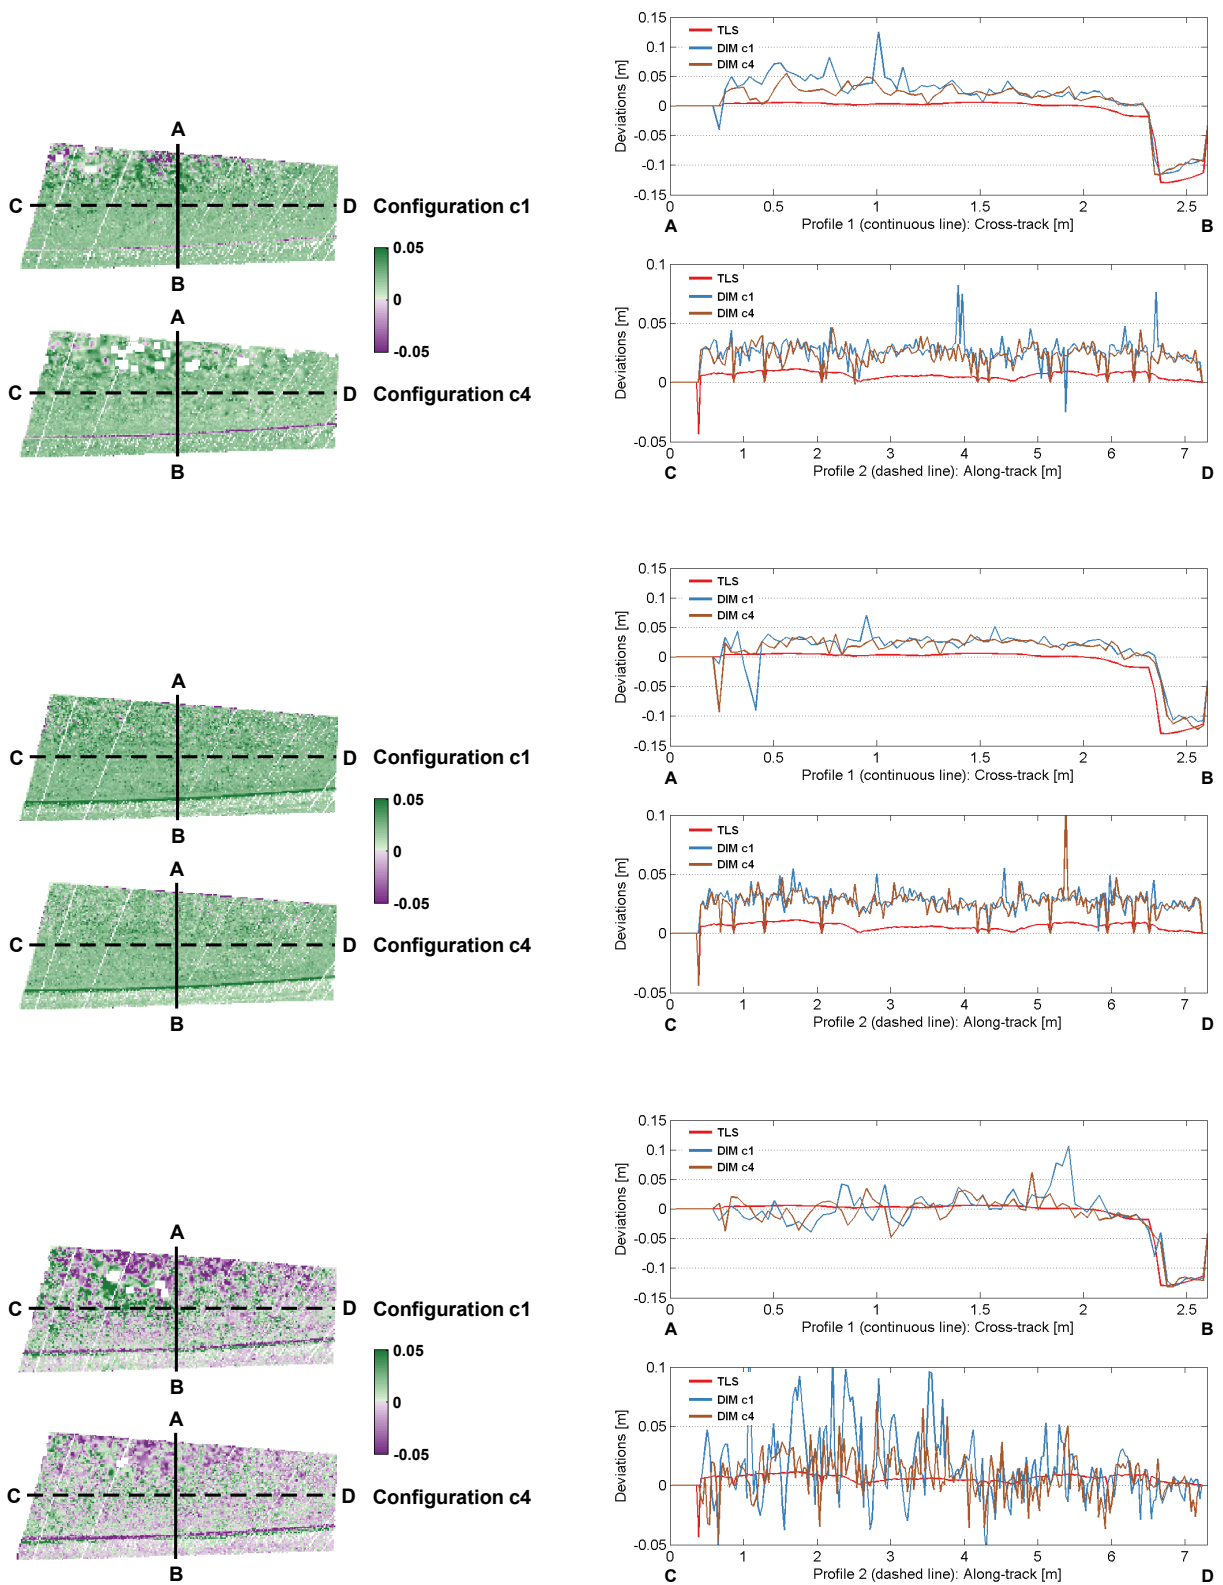 A
C
D
Configuration c1
B
0.05
0
-0.05
A
C
D
Configuration c4
B
0.15
0.1
0.05
0
-0.05
-0.1
-0.15
Deviations [m]
TLS
DIM c1
DIM c4
0 0.5 1 1.5 2 2.5
A Profile 1 (continuous line): Cross-track [m] B
0.1
0.05
0
-0.05
Deviations [m]
TLS
DIM c1
DIM c4
0 1 2 3 4 5 6 7
C Profile 2 (dashed line): Along-track [m] D
A
C
D
Configuration c1
B
0.05
0
-0.05
A
C
D
Configuration c4
B
0.15
0.1
0.05
0
-0.05
-0.1
-0.15
Deviations [m]
TLS
DIM c1
DIM c4
0 0.5 1 1.5 2 2.5
A Profile 1 (continuous line): Cross-track [m] B
0.1
0.05
0
-0.05
Deviations [m]
TLS
DIM c1
DIM c4
0 1 2 3 4 5 6 7
C Profile 2 (dashed line): Along-track [m] D
A
C
D
Configuration c1
B
0.05
0
-0.05
A
C
D
Configuration c4
B
0.15
0.1
0.05
0
-0.05
-0.1
-0.15
Deviations [m]
TLS
DIM c1
DIM c4
0 0.5 1 1.5 2 2.5
A Profile 1 (continuous line): Cross-track [m] B
0.1
0.05
0
-0.05
Deviations [m]
TLS
DIM c1
DIM c4
0 1 2 3 4 5 6 7
C Profile 2 (dashed line): Along-track [m] D